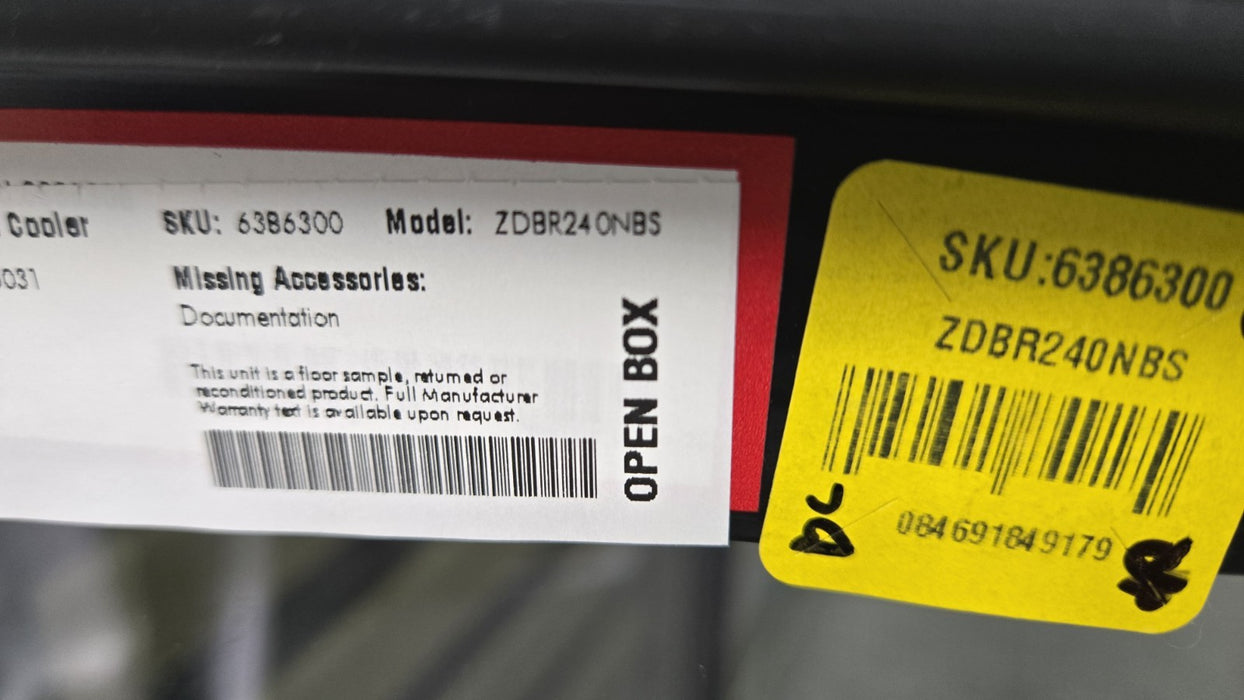 Cooler SKU: 6386300 Model: ZDBR240NBS
031 Missing Accessories:
Documentation
This unit is a floor sample, returned or
reconditioned product. Full Manufacturer
Warranty text is available upon request.
OPEN BOX
SKU:6386300
ZDBR240NBS
084691849179